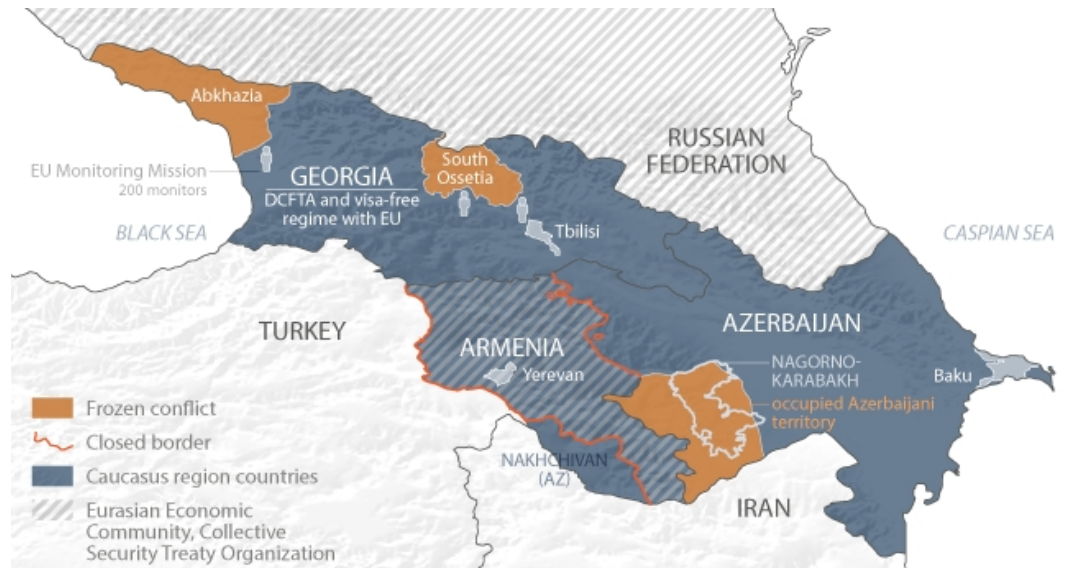 Abkhazia
EU Monitoring Mission
200 monitors
GEORGIA
DCFTA and visa-free
regime with EU
South
Ossetia
Tbilisi
RUSSIAN
FEDERATION
BLACK SEA
CASPIAN SEA
TURKEY
ARMENIA
Yerevan
AZERBAIJAN
NAGORNO-
KARABAKH
occupied Azerbaijani
territory
Baku
NAKHCHIVAN
(AZ)
IRAN
Frozen conflict
Closed border
Caucasus region countries
Eurasian Economic
Community, Collective
Security Treaty Organization